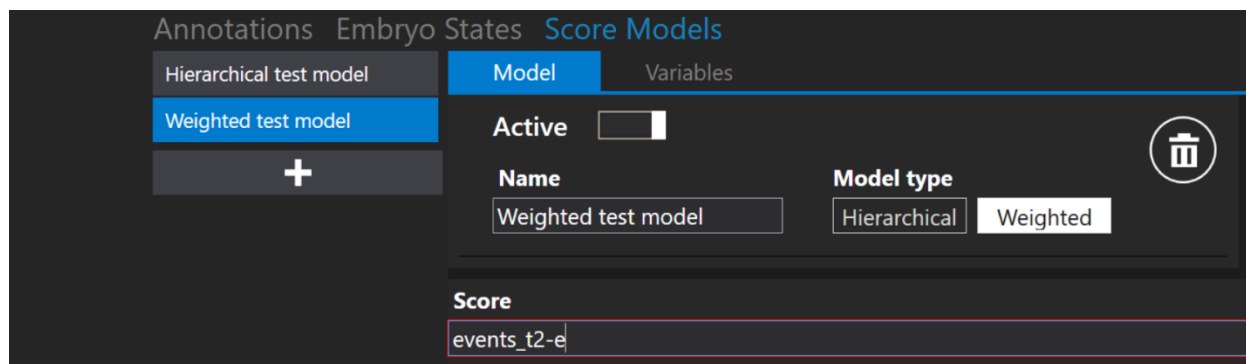 Annotations Embryo States Score Models
Hierarchical test model
Weighted test model
+
Model Variables
Active
Name Model type
Weighted test model Hierarchical Weighted
Score
events_t2-e